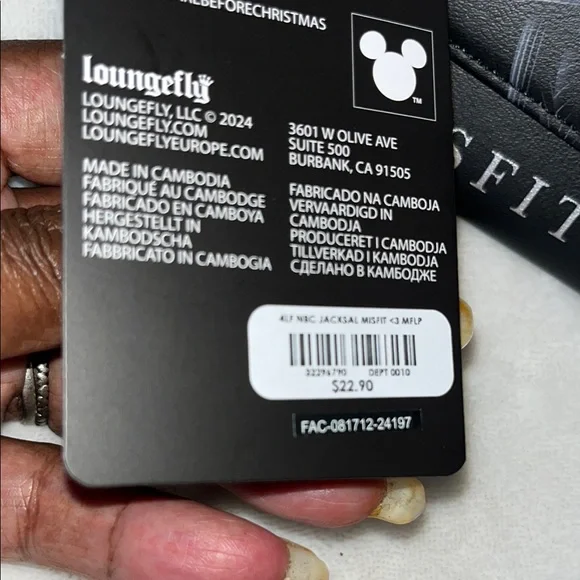 BEFORECHRISTMAS
loungefly
LOUNGEFLY, LLC © 2024
LOUNGEFLY.COM
LOUNGEFLYEUROPE.COM
3601 W OLIVE AVE
SUITE 500
BURBANK, CA 91505
MADE IN CAMBODIA
FABRIQUÉ AU CAMBODGE
FABRICADO EN CAMBOYA
HERGESTELLT IN
KAMBODSCHA
FABBRICATO IN CAMBOGIA
FABRICADO NA CAMBOJA
VERVAARDIGD IN
CAMBODJA
PRODUCERET I CAMBODJA
TILLVERKAD I KAMBODJA
СДЕЛАНО В КАМБОДЖЕ
TM
4LF NBC JACKSAL MISFIT <3 MFLP
32296790 DEPT 0010
$22.90
FAC-081712-24197
SFIT